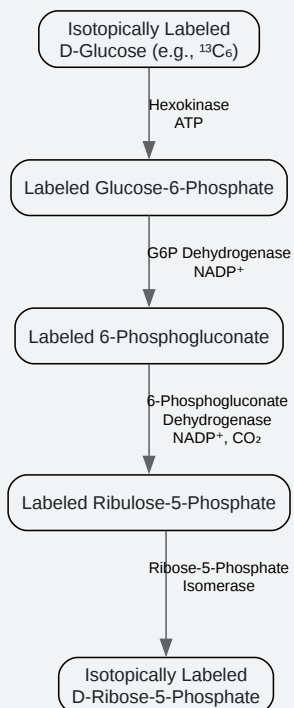 Isotopically Labeled
D-Glucose (e.g., ¹³C₆)
Hexokinase
ATP
Labeled Glucose-6-Phosphate
G6P Dehydrogenase
NADP⁺
Labeled 6-Phosphogluconate
6-Phosphogluconate
Dehydrogenase
NADP⁺, CO₂
Labeled Ribulose-5-Phosphate
Ribose-5-Phosphate
Isomerase
Isotopically Labeled
D-Ribose-5-Phosphate